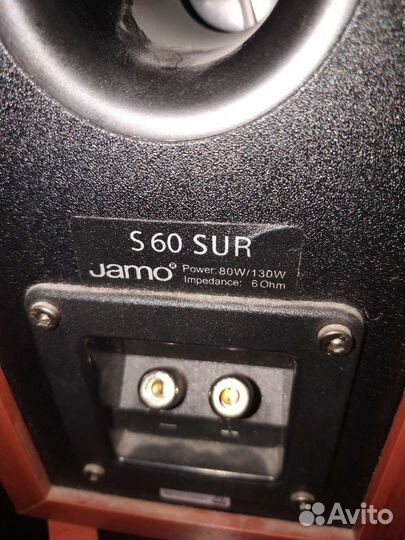 S 60 SUR
Jamo® Power: 80W/130W
Impedance: 6 Ohm
Avito